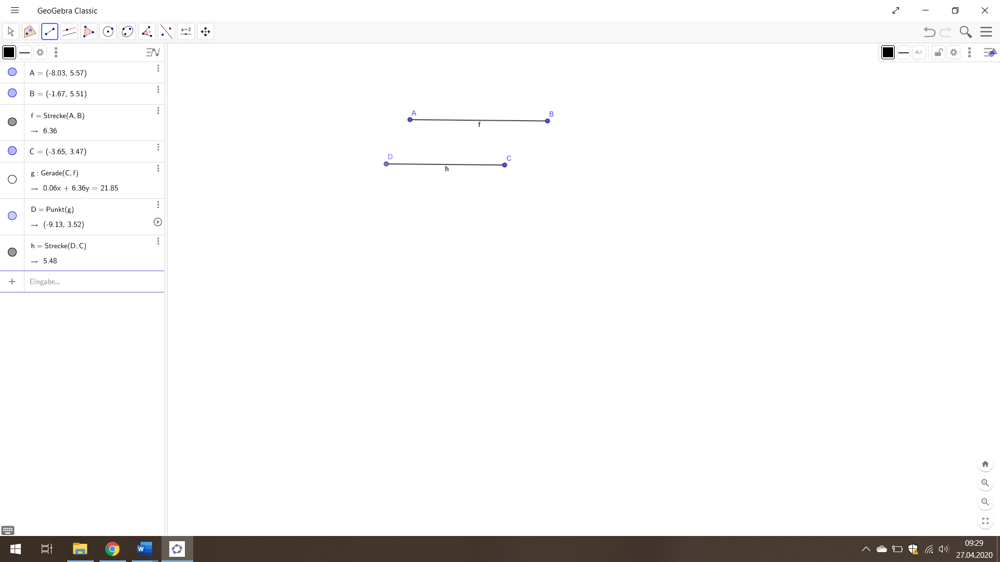 GeoGebra Classic
A
a=2
AA
A = (-8.03, 5.57)
B = (-1.67, 5.51)
f = Strecke(A, B)
→ 6.36
C = (-3.65, 3.47)
g : Gerade(C, f)
→ 0.06x + 6.36y = 21.85
D = Punkt(g)
→ (-9.13, 3.52)
h = Strecke(D, C)
→ 5.48
+ Eingabe...
A
B
f
D
C
h
W
09:29
27.04.2020